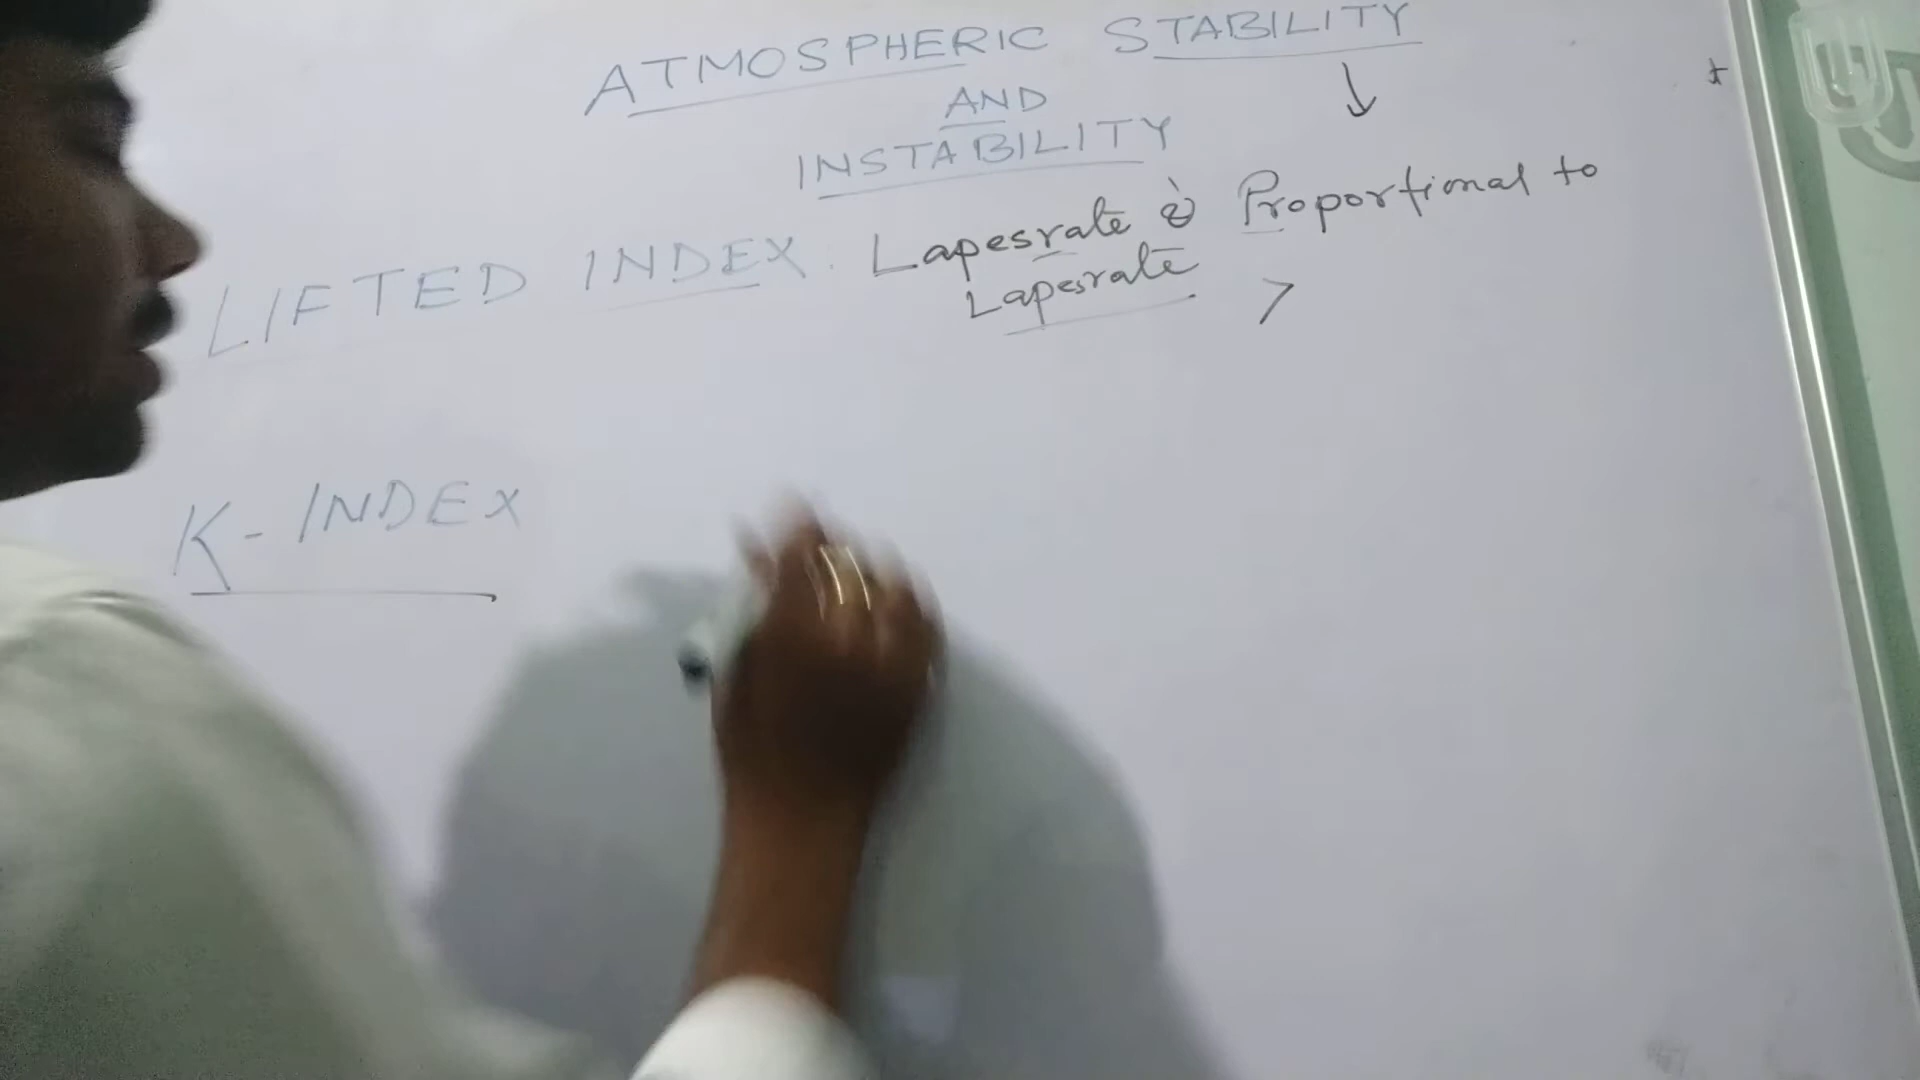 ATMOSPHERIC STABILITY
AND
INSTABILITY
LIFTED INDEX. Lapesrate is Proportional to
Lapesrate >
K-INDEX